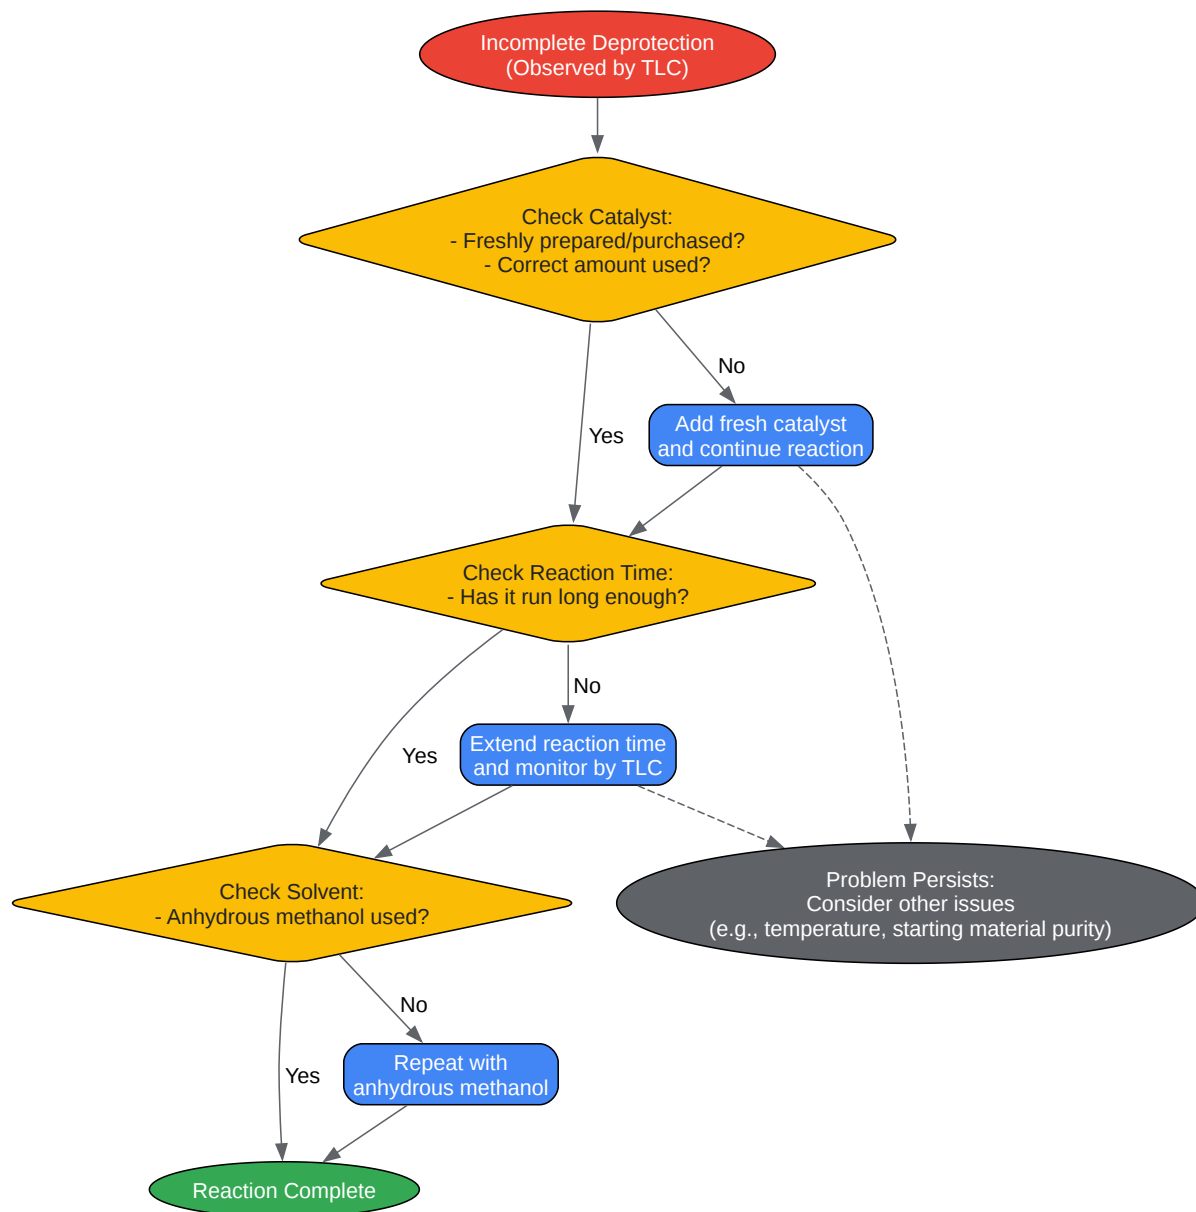 Incomplete Deprotection
(Observed by TLC)
Check Catalyst:
- Freshly prepared/purchased?
- Correct amount used?
No
Add fresh catalyst
and continue reaction
Yes
Check Reaction Time:
- Has it run long enough?
No
Extend reaction time
and monitor by TLC
Yes
Problem Persists:
Consider other issues
(e.g., temperature, starting material purity)
Check Solvent:
- Anhydrous methanol used?
No
Repeat with
anhydrous methanol
Yes
Reaction Complete